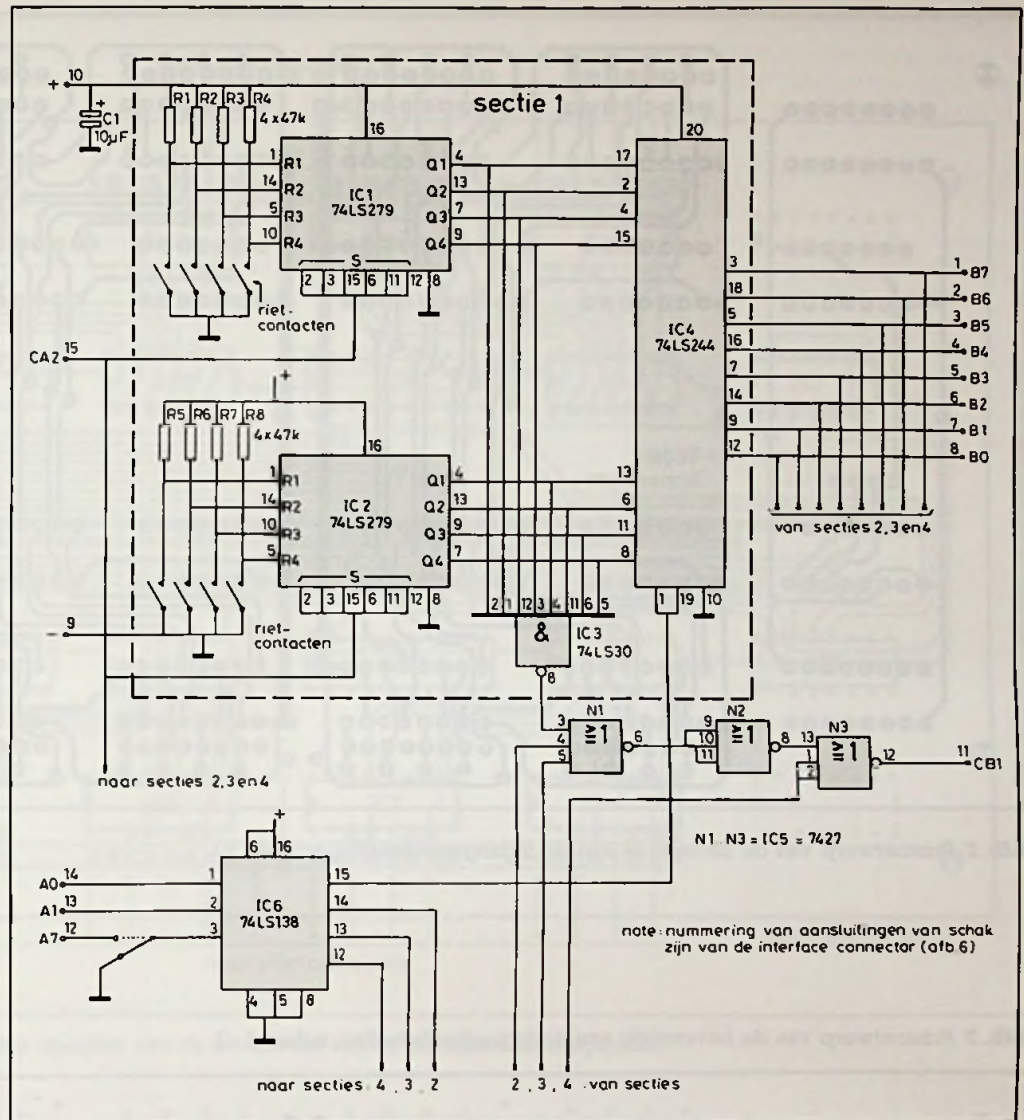 + 10
R1 R2 R3 R4
4x47k
C1
10µF
+
sectie 1
16
20
1 R1
14 R2
5 R3
10 R4
IC1
74LS279
Q1 4
Q2 13
Q3 7
Q4 9
17
2
4
15
S
2 3 15 6 11 12 8
riet-
contacten
CA2 15
IC4
74LS244
3
18
5
16
7
14
9
12
1 B7
2 B6
3 B5
4 B4
5 B3
6 B2
7 B1
8 B0
van secties 2,3en4
+
R5 R6 R7 R8
4x47k
16
1 R1
14 R2
10 R3
5 R4
IC2
74LS279
Q1 4
Q2 13
Q3 9
Q4 7
13
6
11
8
S
2 3 15 6 11 12 8
1 19 10
2 1 12 3 4 11 6 5
&
IC3
74LS30
8
- 9
riet-
contacten
naar secties 2,3en4
N1
3
4
5
≥1
6
N2
9
10
11
≥1
8
N3
13
1
2
≥1
12
11 CB1
N1..N3 = IC5 = 7427
+
6 16
A0 14
A1 13
A7 12
1
2
3
IC6
74LS138
15
14
13
12
4 5 8
note: nummering van aansluitingen van schak
zijn van de interface connector (afb.6)
naar secties 4, 3, 2
2, 3, 4 van secties